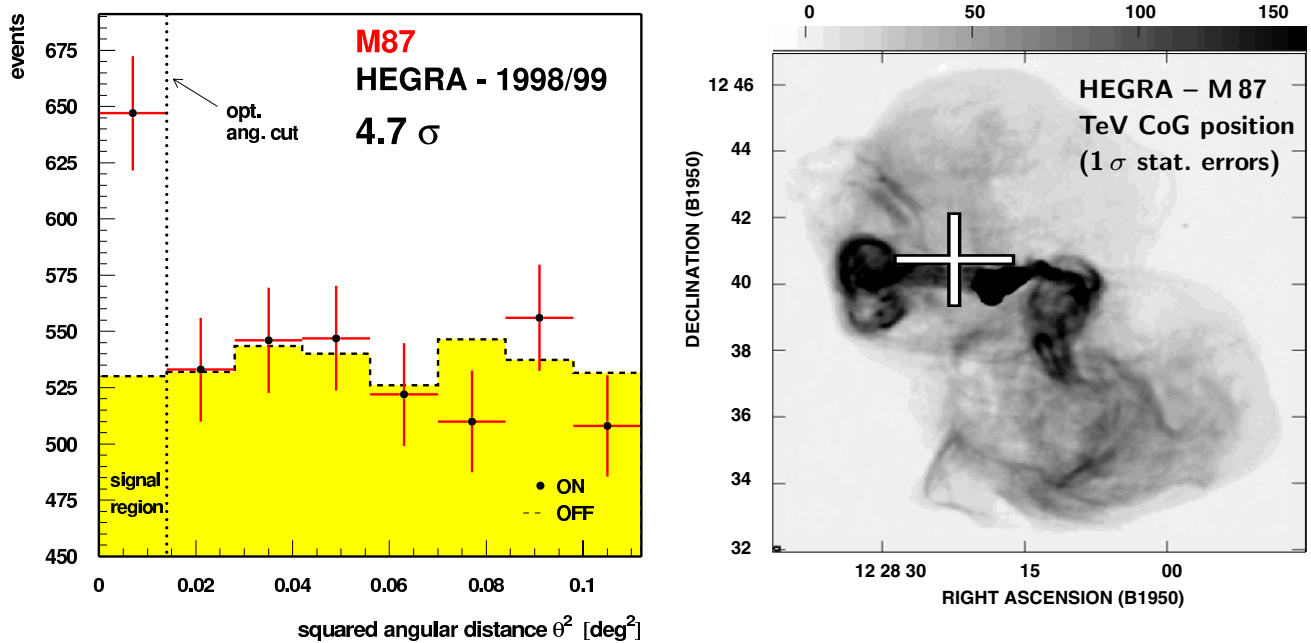 M87
HEGRA - 1998/99
4.7 σ
opt.
ang. cut
events
675
650
625
600
575
550
525
500
475
450
signal
region
ON
OFF
0
0.02
0.04
0.06
0.08
0.1
squared angular distance θ² [deg²]
0
50
100
150
HEGRA – M 87
TeV CoG position
(1 σ stat. errors)
DECLINATION (B1950)
12 46
44
42
40
38
36
34
32
12 28 30
15
00
RIGHT ASCENSION (B1950)